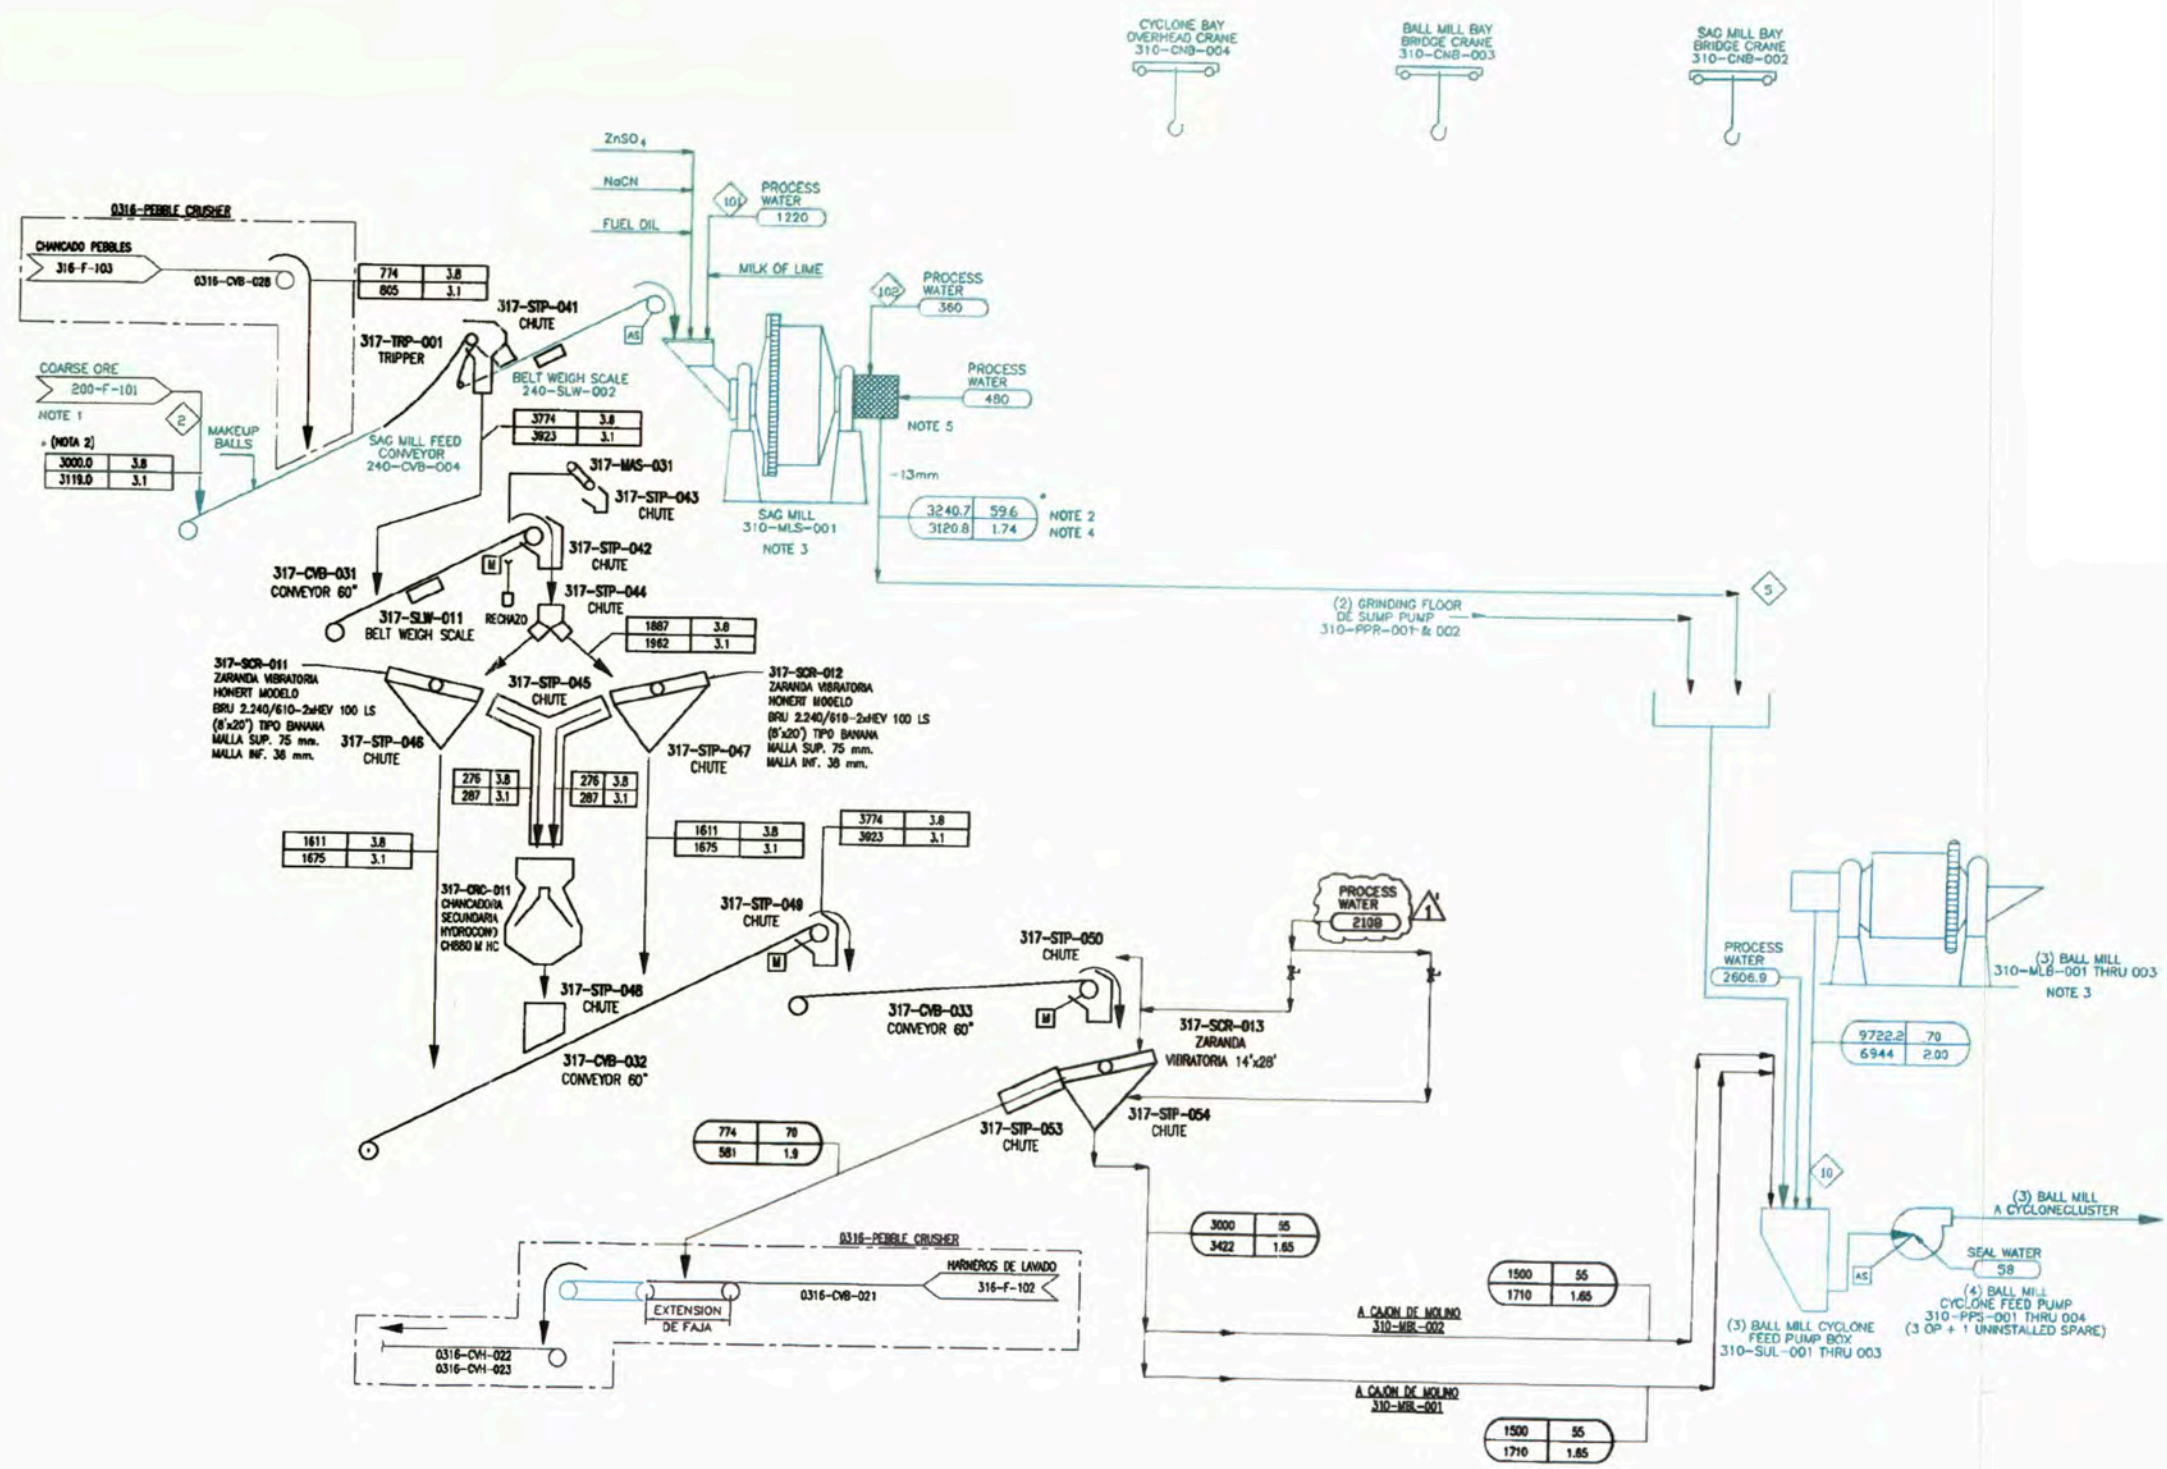 CYCLONE BAY
OVERHEAD CRANE
310-CNB-004
BALL MILL BAY
BRIDGE CRANE
310-CNB-003
SAG MILL BAY
BRIDGE CRANE
310-CNB-002
ZnSO4
NaCN
FUEL OIL
101
PROCESS
WATER
1220
MILK OF LIME
102
PROCESS
WATER
360
PROCESS
WATER
480
NOTE 5
-13mm
3240.7 59.6
3120.8 1.74
NOTE 2
NOTE 4
SAG MILL
310-MLS-001
NOTE 3
0316-PEBBLE CRUSHER
CHANCADO PEBBLES
316-F-103
0316-CVB-028
774 3.8
805 3.1
317-STP-041
CHUTE
317-TRP-001
TRIPPER
AS
BELT WEIGH SCALE
240-SLW-002
COARSE ORE
200-F-101
NOTE 1
2
* (NOTA 2)
3000.0 3.8
3119.0 3.1
MAKEUP
BALLS
SAG MILL FEED
CONVEYOR
240-CVB-004
3774 3.8
3923 3.1
317-MAS-031
317-STP-043
CHUTE
317-STP-042
CHUTE
M
RECHAZO
317-CVB-031
CONVEYOR 60"
317-SLW-011
BELT WEIGH SCALE
317-STP-044
CHUTE
1887 3.8
1962 3.1
317-SCR-011
ZARANDA VIBRATORIA
HONERT MODELO
BRU 2.240/610-2xHEV 100 LS
(8'x20') TIPO BANANA
MALLA SUP. 75 mm.
MALLA INF. 38 mm.
317-STP-045
CHUTE
317-SCR-012
ZARANDA VIBRATORIA
HONERT MODELO
BRU 2.240/610-2xHEV 100 LS
(8'x20') TIPO BANANA
MALLA SUP. 75 mm.
MALLA INF. 38 mm.
317-STP-046
CHUTE
317-STP-047
CHUTE
276 3.8
287 3.1
276 3.8
287 3.1
1611 3.8
1675 3.1
1611 3.8
1675 3.1
3774 3.8
3923 3.1
317-CRC-011
CHANCADORA
SECUNDARIA
HYDROCONO
CH880 M HC
317-STP-048
CHUTE
317-STP-049
CHUTE
M
317-CVB-032
CONVEYOR 60"
317-STP-050
CHUTE
317-CVB-033
CONVEYOR 60"
M
PROCESS
WATER
2108
1
317-SCR-013
ZARANDA
VIBRATORIA 14'x28'
317-STP-053
CHUTE
317-STP-054
CHUTE
774 70
581 1.9
3000 55
3422 1.65
0316-PEBBLE CRUSHER
HARNEROS DE LAVADO
316-F-102
0316-CVB-021
EXTENSION
DE FAJA
0316-CVH-022
0316-CVH-023
1500 55
1710 1.65
A CAJON DE MOLINO
310-MBL-002
A CAJON DE MOLINO
310-MBL-001
1500 55
1710 1.65
(2) GRINDING FLOOR
DE SUMP PUMP
310-PPR-001 & 002
5
PROCESS
WATER
2606.9
(3) BALL MILL
310-MLB-001 THRU 003
NOTE 3
9722.2 70
6944 2.00
10
(3) BALL MILL
A CYCLONECLUSTER
SEAL WATER
58
AS
(4) BALL MILL
CYCLONE FEED PUMP
310-PPS-001 THRU 004
(3 OP + 1 UNINSTALLED SPARE)
(3) BALL MILL CYCLONE
FEED PUMP BOX
310-SUL-001 THRU 003